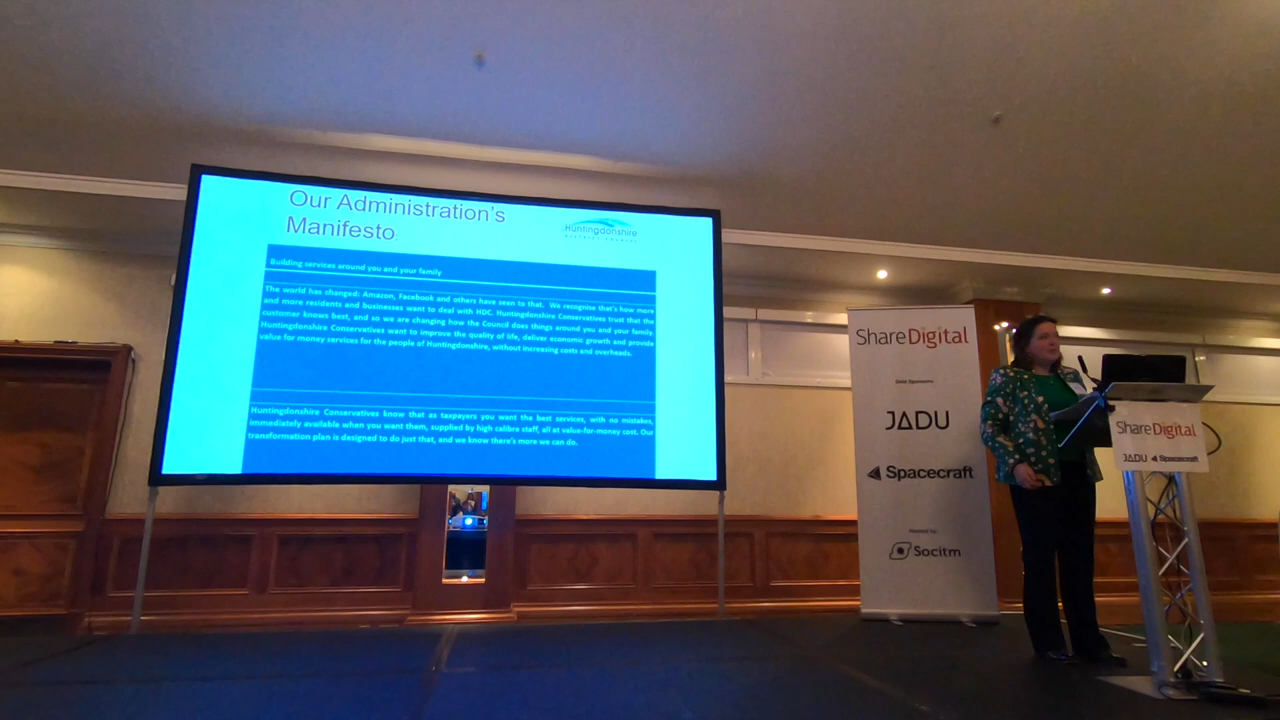 Our Administration's
Manifesto:
Huntingdonshire
DISTRICT COUNCIL
Building services around you and your family
The world has changed: Amazon, Facebook and others have seen to that. We recognise that's how more
and more residents and businesses want to deal with HDC. Huntingdonshire Conservatives trust that the
customer knows best, and so we are changing how the Council does things around you and your family.
Huntingdonshire Conservatives want to improve the quality of life, deliver economic growth and provide
value for money services for the people of Huntingdonshire, without increasing costs and overheads.
Huntingdonshire Conservatives know that as taxpayers you want the best services, with no mistakes,
immediately available when you want them, supplied by high calibre staff, all at value-for-money cost. Our
transformation plan is designed to do just that, and we know there's more we can do.
ShareDigital
Gold Sponsors:
JADU
Spacecraft
Hosted by:
Socitm
ShareDigital
JADU Spacecraft